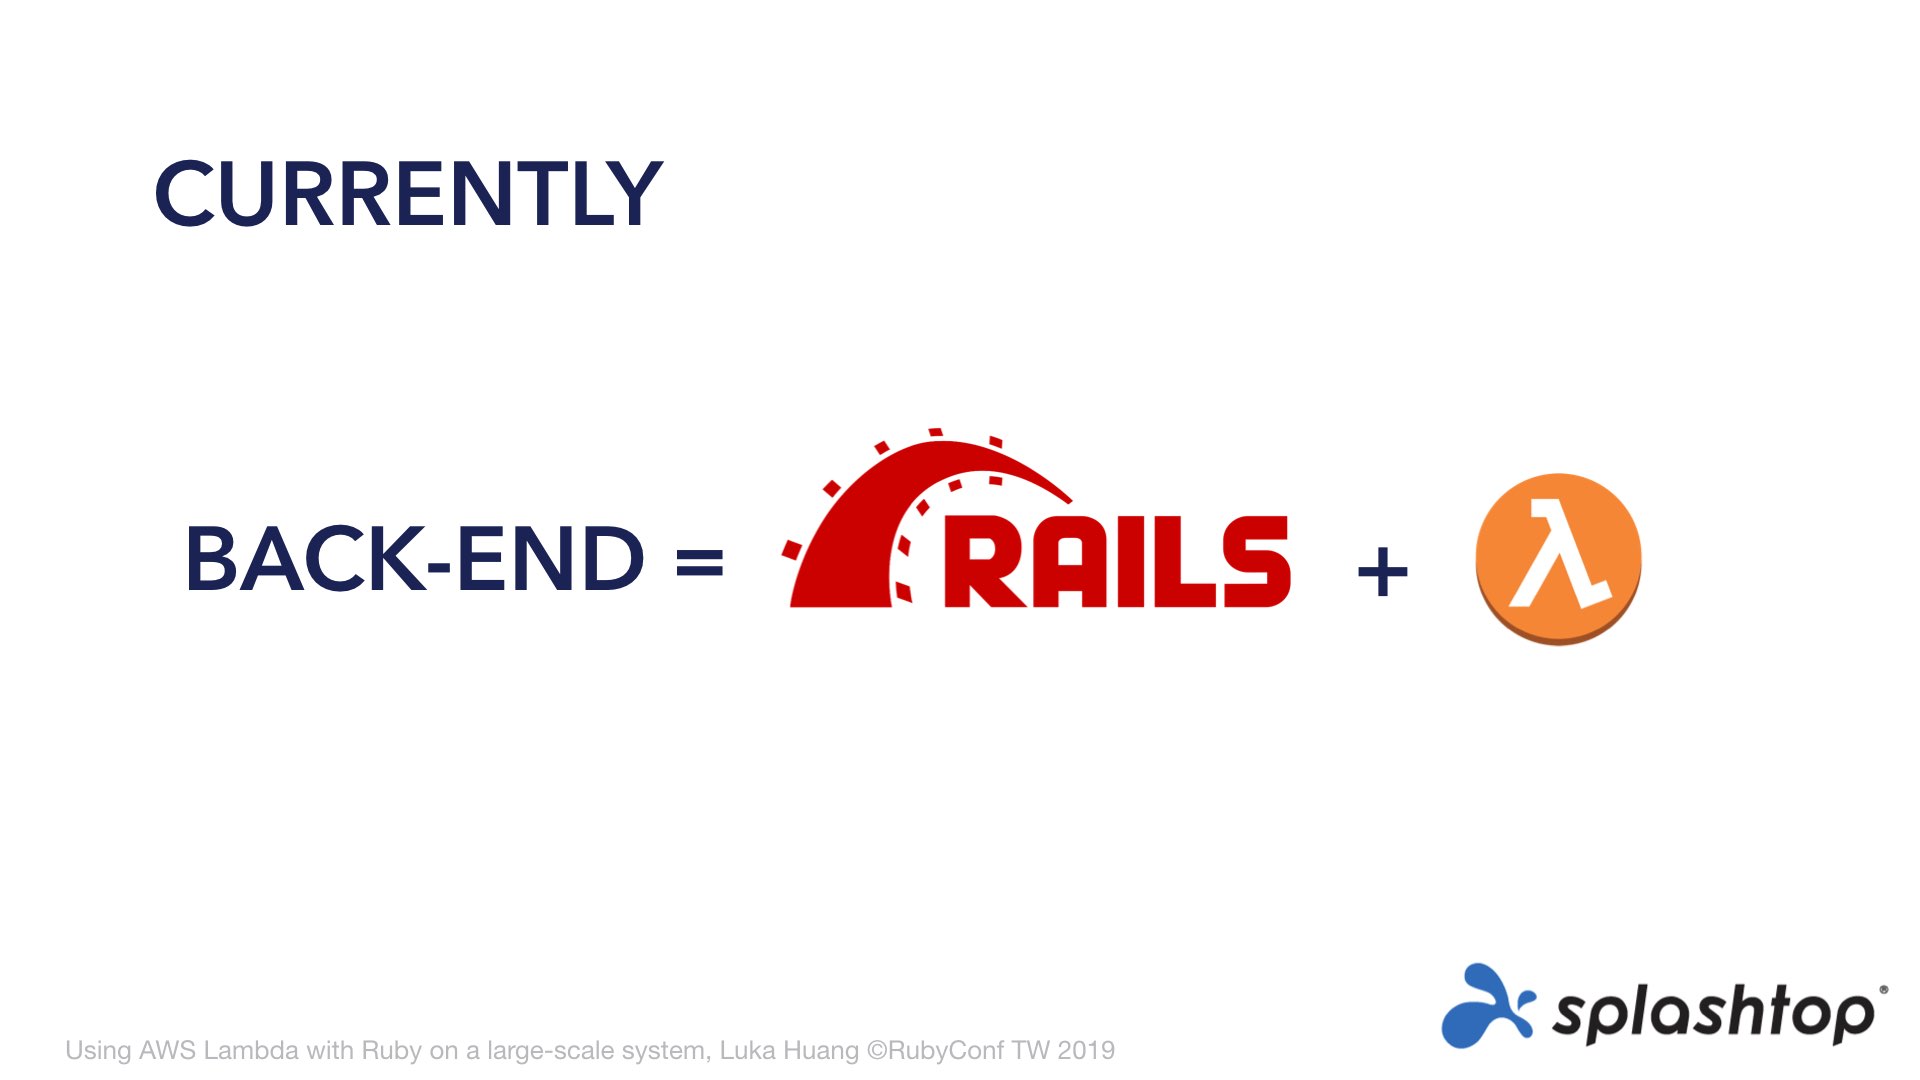 CURRENTLY
BACK-END = RAILS + λ
splashtop®
Using AWS Lambda with Ruby on a large-scale system, Luka Huang ©RubyConf TW 2019